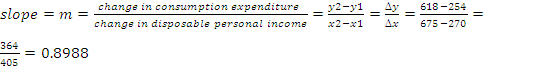 slope = m = change in consumption expenditure / change in disposable personal income = y2−y1 / x2−x1 = Δy / Δx = 618−254 / 675−270 =
364 / 405 = 0.8988